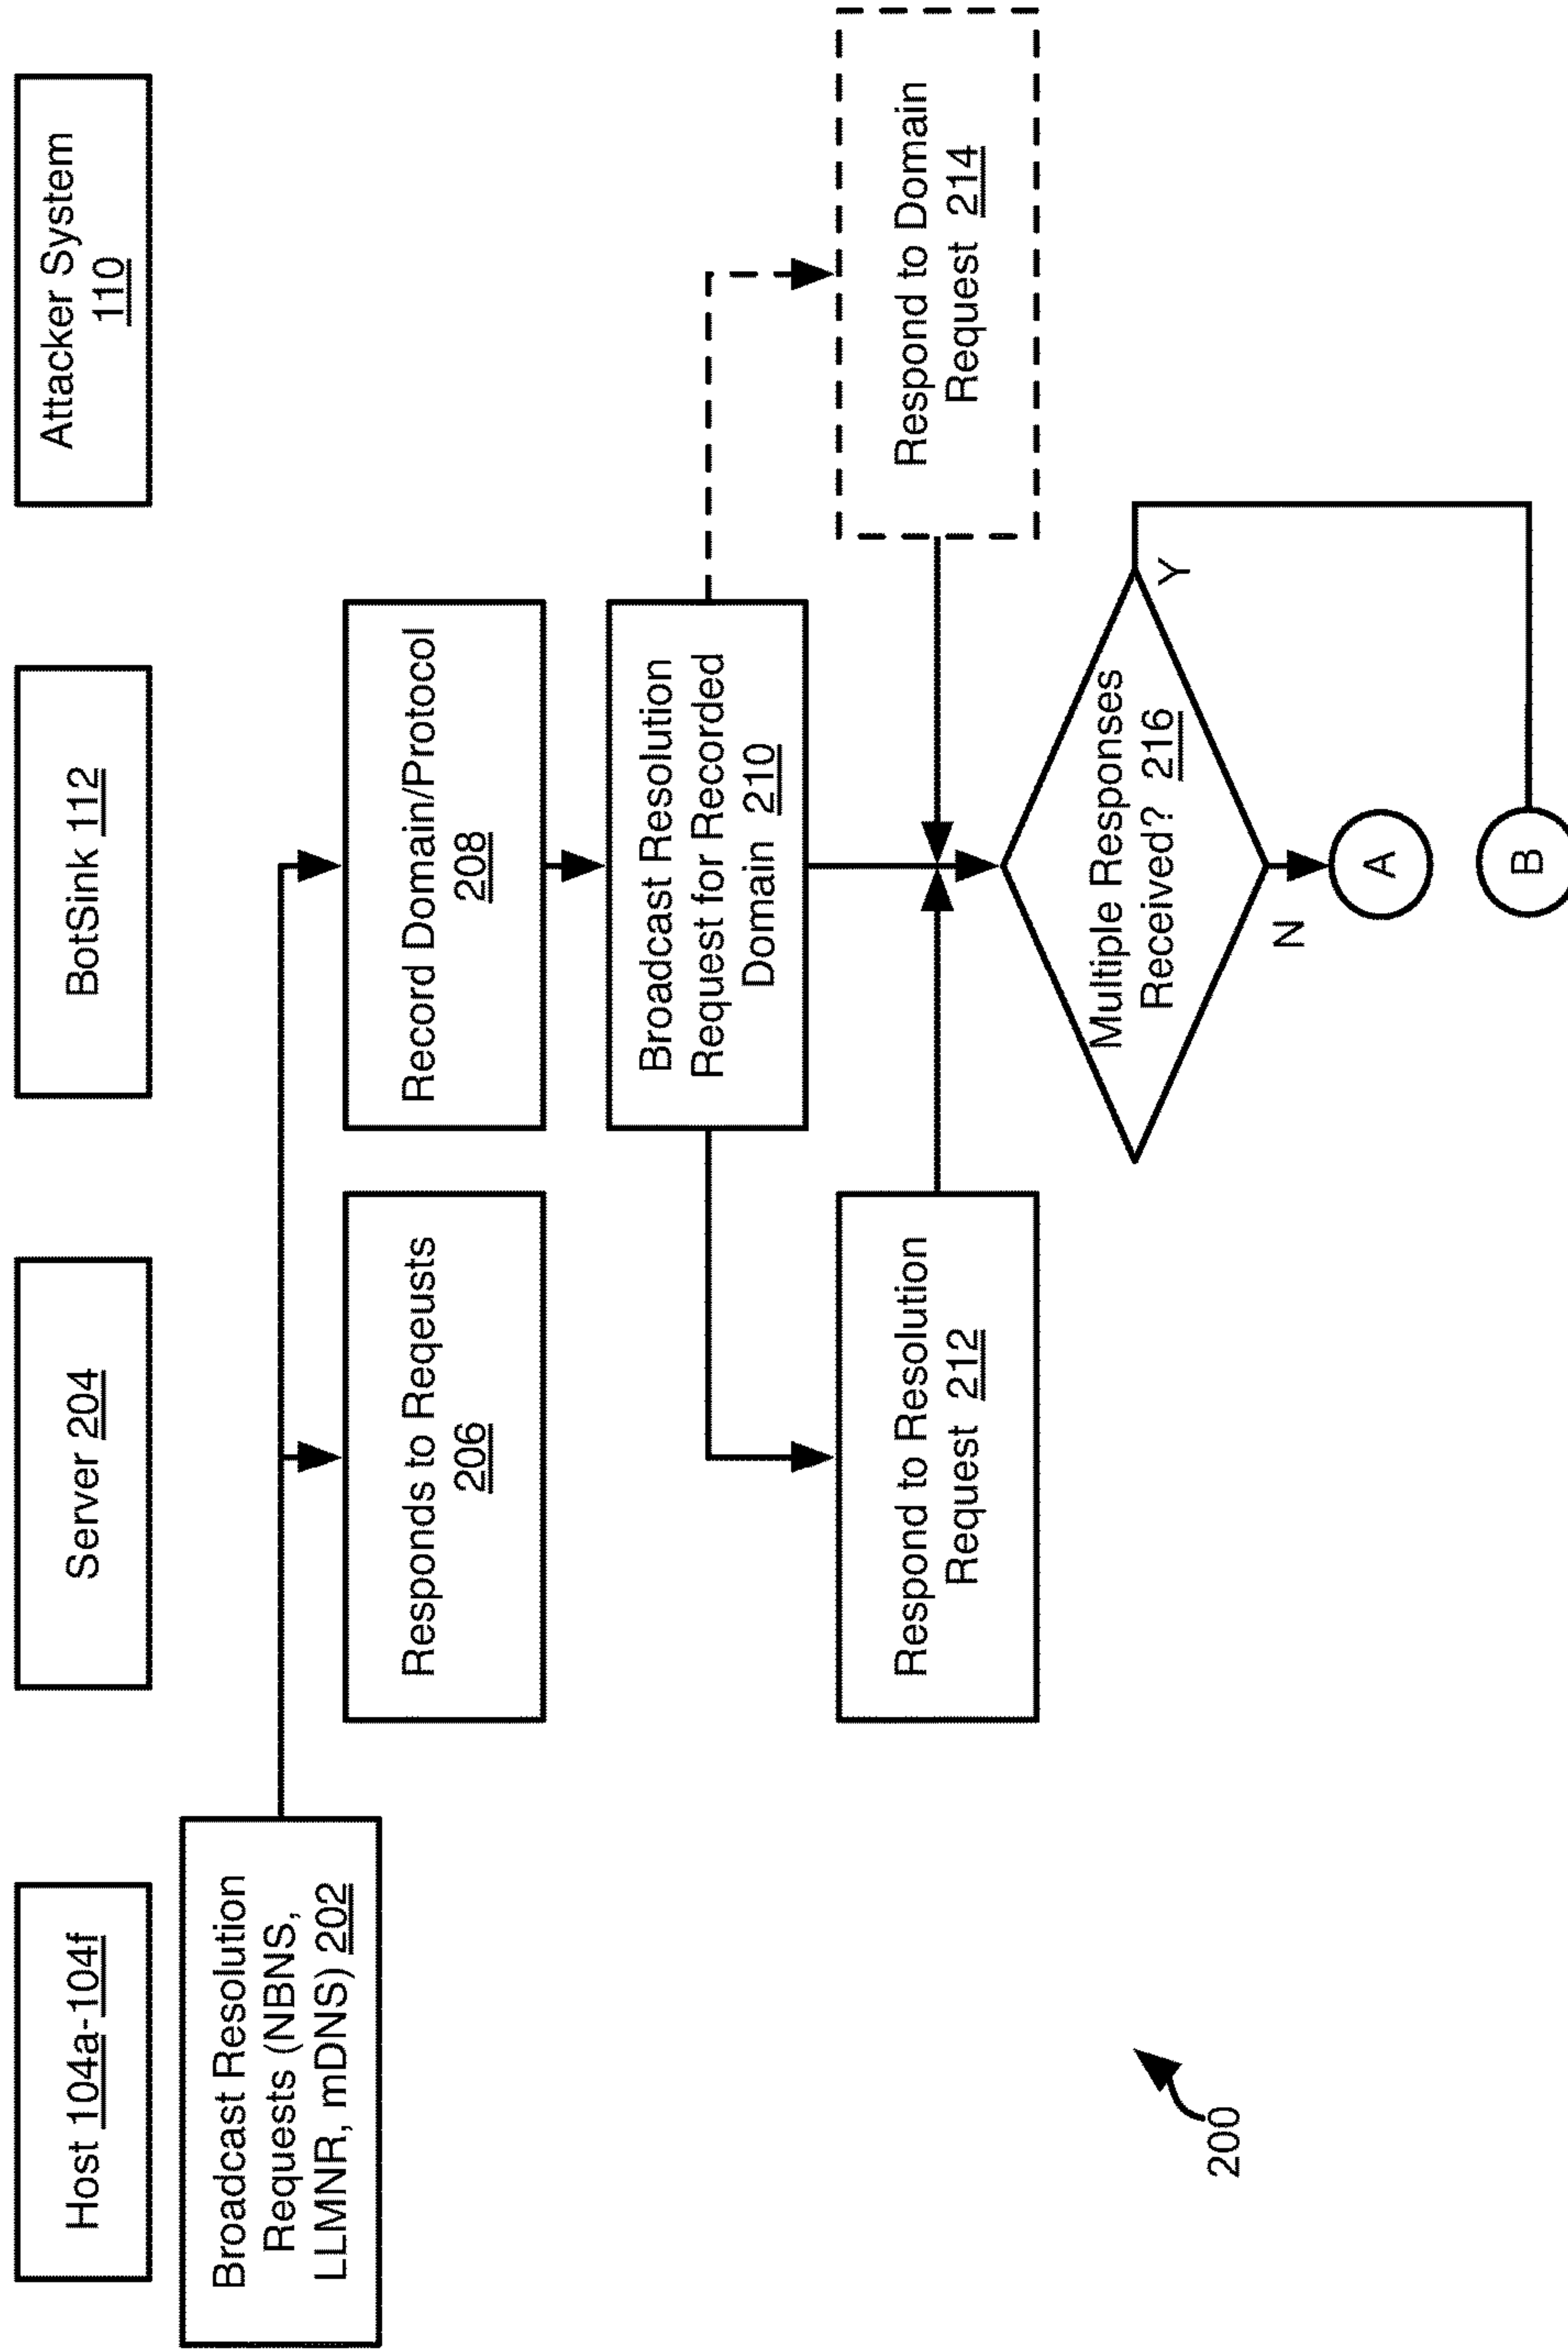 Host 104a-104f
Server 204
BotSink 112
Attacker System
110
Broadcast Resolution
Requests (NBNS,
LLMNR, mDNS) 202
Responds to Reqeusts
206
Record Domain/Protocol
208
Broadcast Resolution
Request for Recorded
Domain 210
Respond to Resolution
Request 212
Respond to Domain
Request 214
Multiple Responses
Received? 216
Y
N
A
B
200